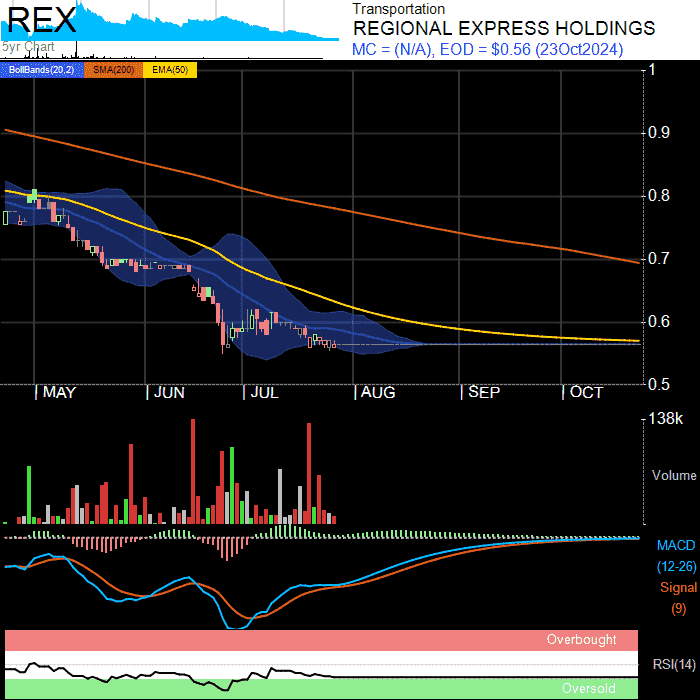 REX
5yr Chart
Transportation
REGIONAL EXPRESS HOLDINGS
MC = (N/A), EOD = $0.56 (23Oct2024)
BollBands(20,2) SMA(200) EMA(50)
1
0.9
0.8
0.7
0.6
0.5
MAY JUN JUL AUG SEP OCT
138k
Volume
MACD
(12-26)
Signal
(9)
Overbought
RSI(14)
Oversold